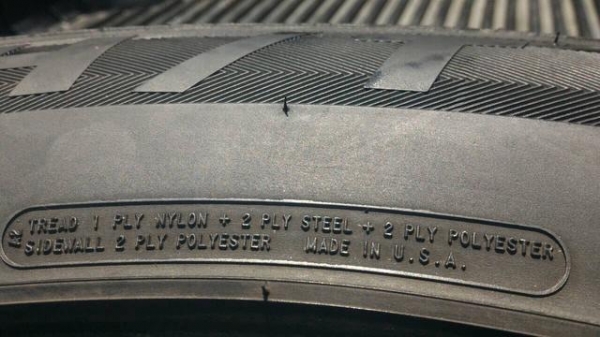 TREAD 1 PLY NYLON + 2 PLY STEEL + 2 PLY POLYESTER
SIDEWALL 2 PLY POLYESTER MADE IN U.S.A.